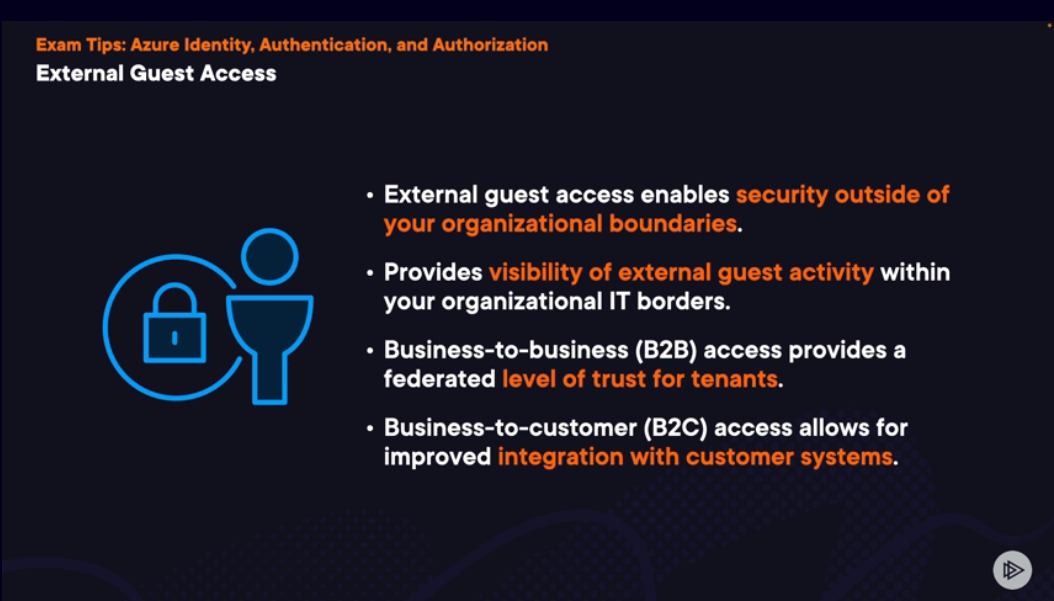 Exam Tips: Azure Identity, Authentication, and Authorization
External Guest Access
• External guest access enables security outside of
your organizational boundaries.
• Provides visibility of external guest activity within
your organizational IT borders.
• Business-to-business (B2B) access provides a
federated level of trust for tenants.
• Business-to-customer (B2C) access allows for
improved integration with customer systems.